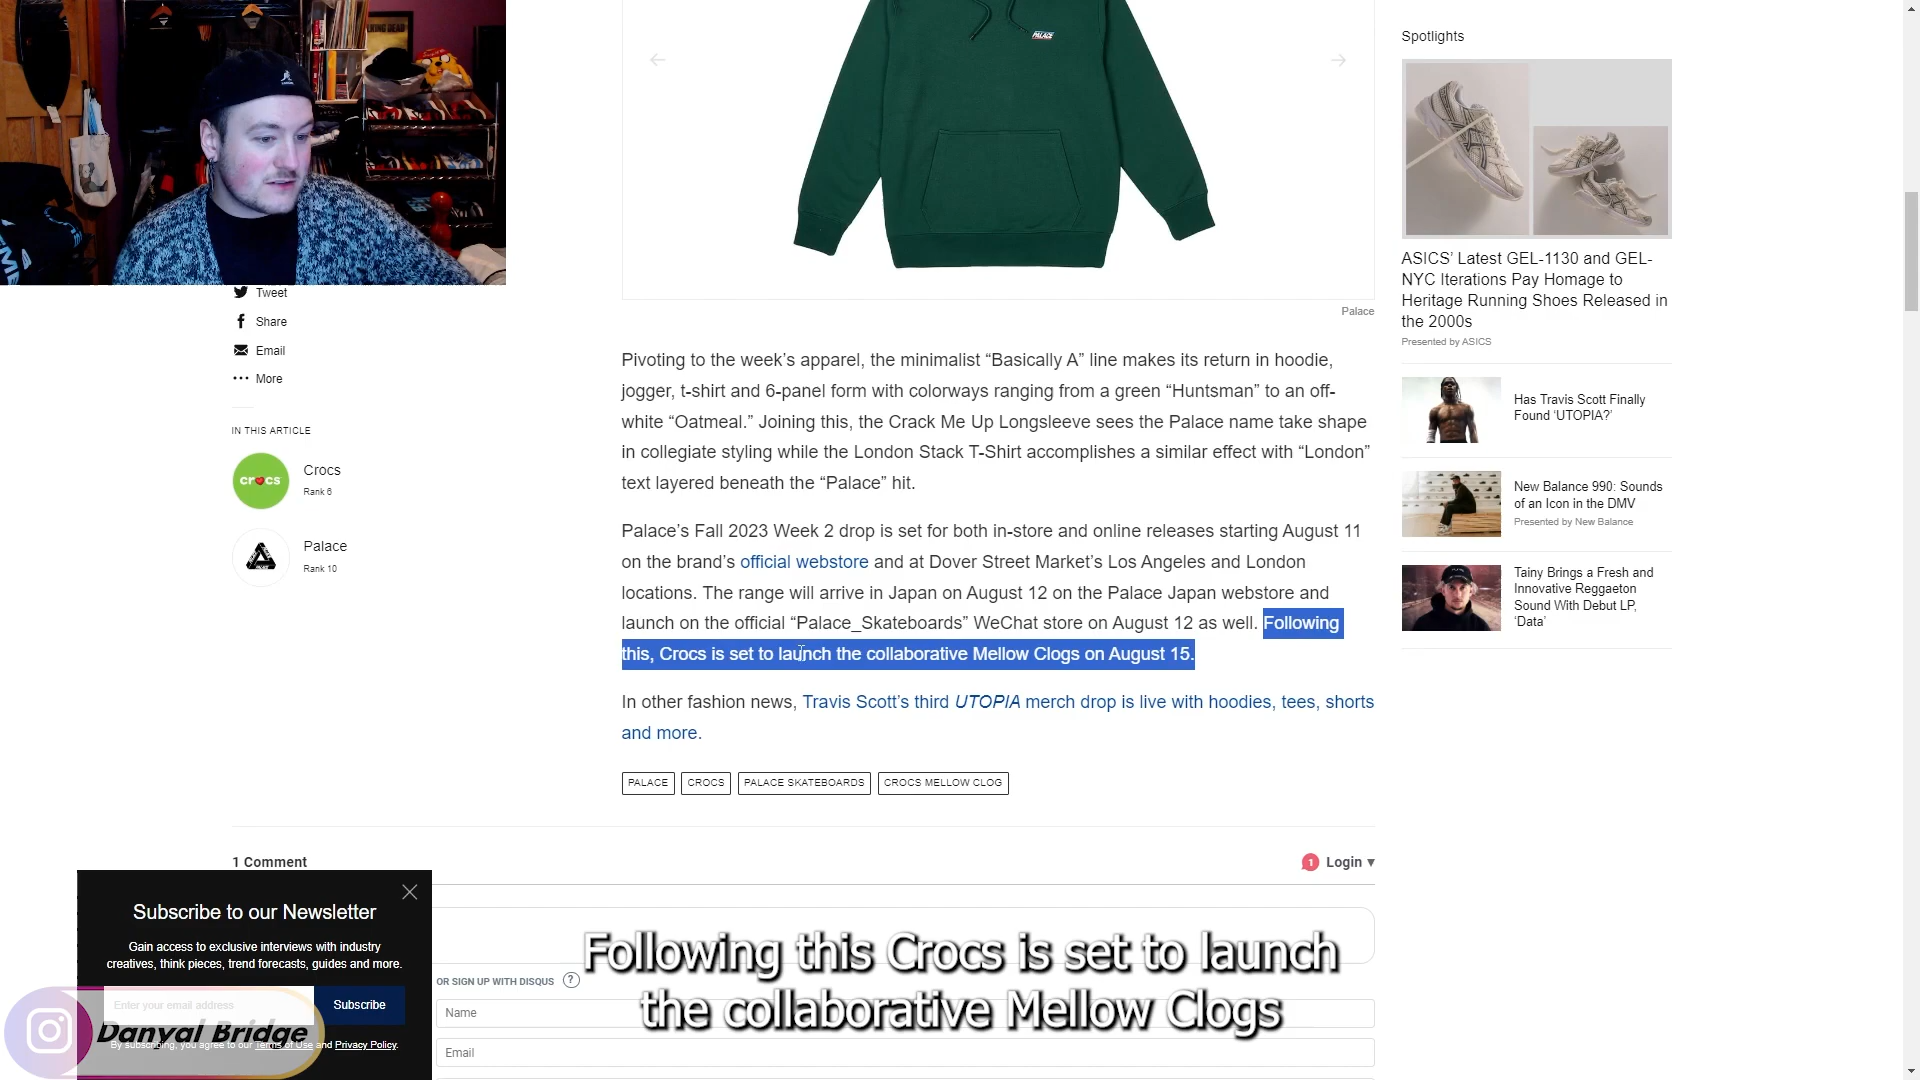 PALACE
Palace
Tweet
Share
Email
More
IN THIS ARTICLE
crocs
Crocs
Rank 6
Palace
Rank 10
Pivoting to the week’s apparel, the minimalist “Basically A” line makes its return in hoodie,
jogger, t-shirt and 6-panel form with colorways ranging from a green “Huntsman” to an off-
white “Oatmeal.” Joining this, the Crack Me Up Longsleeve sees the Palace name take shape
in collegiate styling while the London Stack T-Shirt accomplishes a similar effect with “London”
text layered beneath the “Palace” hit.
Palace’s Fall 2023 Week 2 drop is set for both in-store and online releases starting August 11
on the brand’s official webstore and at Dover Street Market’s Los Angeles and London
locations. The range will arrive in Japan on August 12 on the Palace Japan webstore and
launch on the official “Palace_Skateboards” WeChat store on August 12 as well. Following
this, Crocs is set to launch the collaborative Mellow Clogs on August 15.
In other fashion news, Travis Scott’s third UTOPIA merch drop is live with hoodies, tees, shorts
and more.
PALACE
CROCS
PALACE SKATEBOARDS
CROCS MELLOW CLOG
1 Comment
1 Login
OR SIGN UP WITH DISQUS ?
Name
Email
Spotlights
ASICS’ Latest GEL-1130 and GEL-
NYC Iterations Pay Homage to
Heritage Running Shoes Released in
the 2000s
Presented by ASICS
Has Travis Scott Finally
Found ‘UTOPIA?’
New Balance 990: Sounds
of an Icon in the DMV
Presented by New Balance
Tainy Brings a Fresh and
Innovative Reggaeton
Sound With Debut LP,
‘Data’
Subscribe to our Newsletter
Gain access to exclusive interviews with industry
creatives, think pieces, trend forecasts, guides and more.
Enter your email address
Subscribe
Danyal Bridge
By subscribing, you agree to our Terms of Use and Privacy Policy.
Following this Crocs is set to launch
the collaborative Mellow Clogs